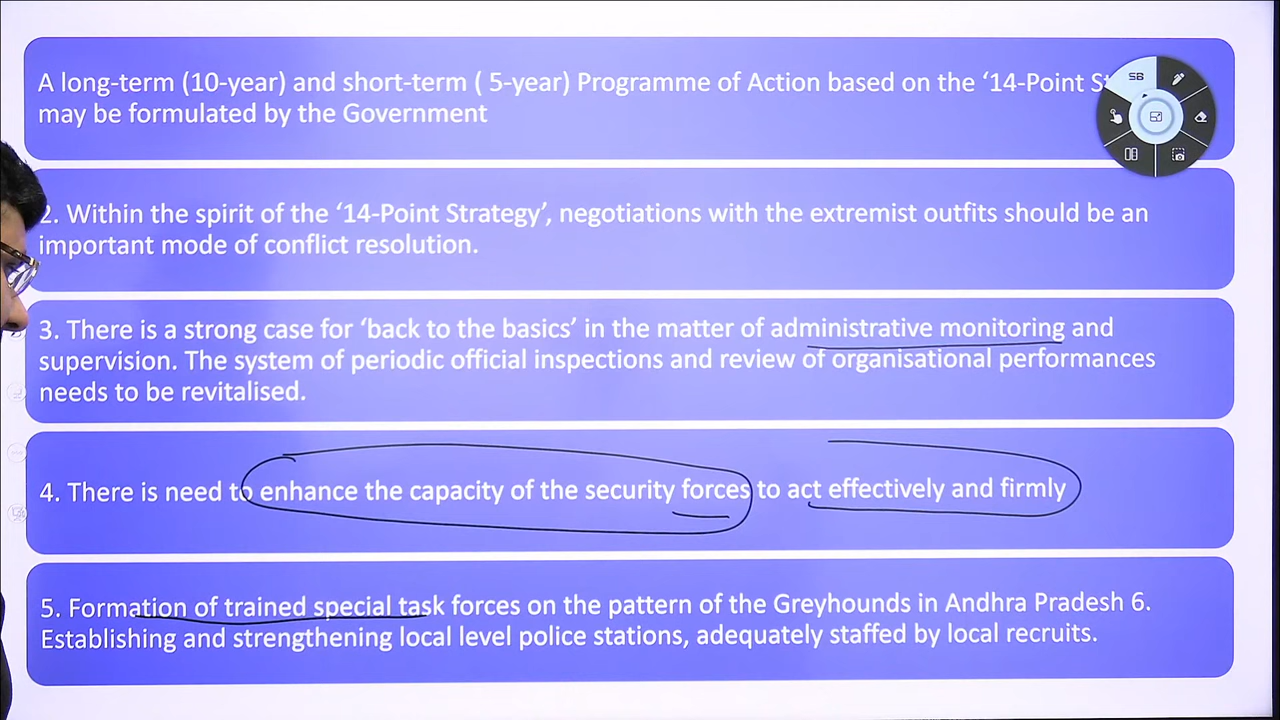 A long-term (10-year) and short-term ( 5-year) Programme of Action based on the ‘14-Point
may be formulated by the Government
2. Within the spirit of the ‘14-Point Strategy’, negotiations with the extremist outfits should be an
important mode of conflict resolution.
3. There is a strong case for ‘back to the basics’ in the matter of administrative monitoring and
supervision. The system of periodic official inspections and review of organisational performances
needs to be revitalised.
4. There is need to enhance the capacity of the security forces to act effectively and firmly
5. Formation of trained special task forces on the pattern of the Greyhounds in Andhra Pradesh 6.
Establishing and strengthening local level police stations, adequately staffed by local recruits.
SB